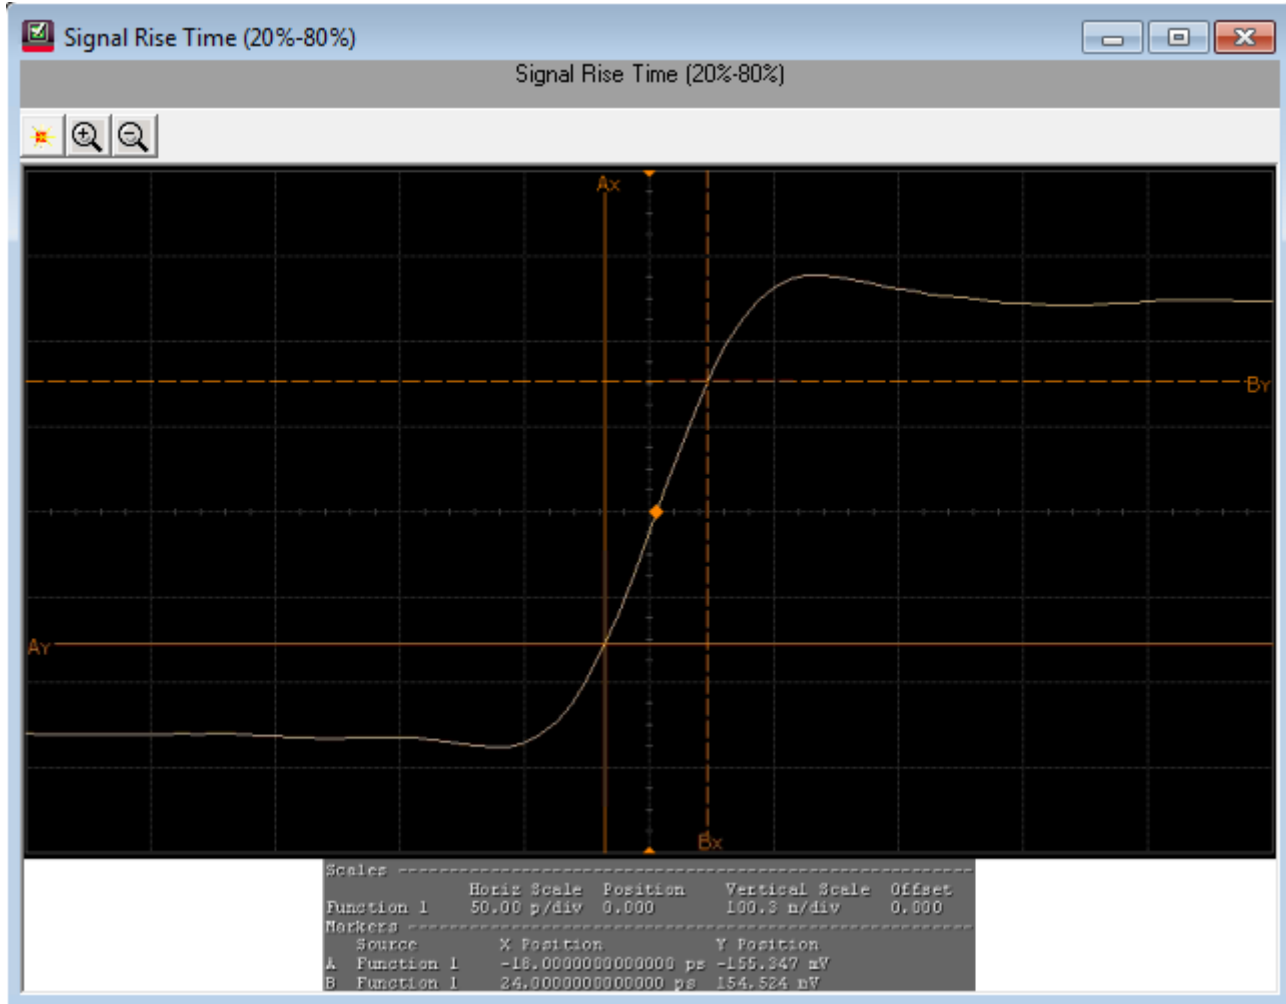 Signal Rise Time (20%-80%)
Signal Rise Time (20%-80%)
Ax
BY
AY
Bx
Scales
Horiz Scale Position Vertical Scale Offset
Function 1 50.00 p/div 0.000 100.3 m/div 0.000
Markers
Source X Position Y Position
A Function 1 -18.0000000000000 ps -155.347 mV
B Function 1 24.0000000000000 ps 154.524 mV